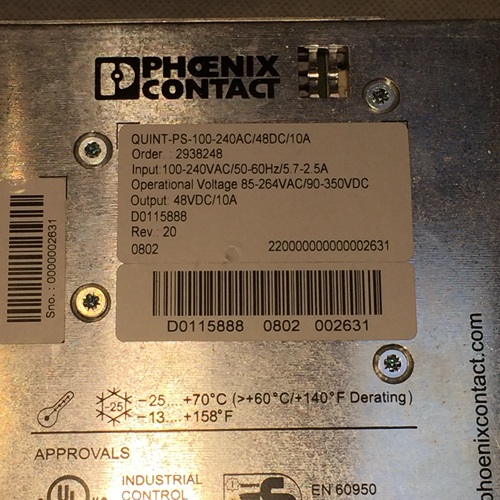 PHŒNIX
CONTACT
QUINT-PS-100-240AC/48DC/10A
Order. : 2938248
Input:100-240VAC/50-60Hz/5.7-2.5A
Operational Voltage 85-264VAC/90-350VDC
Output: 48VDC/10A
D0115888
Rev : 20
0802 220000000000002631
D0115888 0802 002631
Sno.: 0000002631
-25
–25....+70°C (>+60°C/+140°F Derating)
–13....+158°F
APPROVALS
UL
INDUSTRIAL
CONTROL
EN 60950
phoenixcontact.com